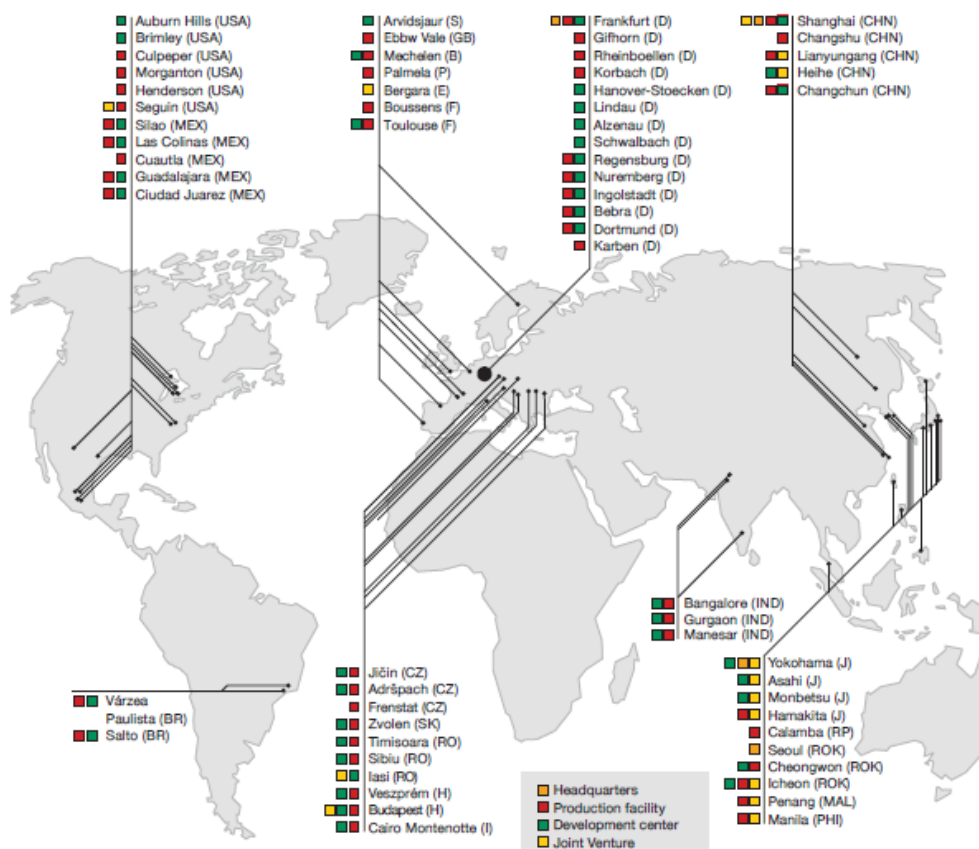 Auburn Hills (USA)
Brimley (USA)
Culpeper (USA)
Morganton (USA)
Henderson (USA)
Seguin (USA)
Silao (MEX)
Las Colinas (MEX)
Cuautla (MEX)
Guadalajara (MEX)
Ciudad Juarez (MEX)
Arvidsjaur (S)
Ebbw Vale (GB)
Mechelen (B)
Palmela (P)
Bergara (E)
Boussens (F)
Toulouse (F)
Frankfurt (D)
Gifhorn (D)
Rheinboellen (D)
Korbach (D)
Hanover-Stoecken (D)
Lindau (D)
Alzenau (D)
Schwalbach (D)
Regensburg (D)
Nuremberg (D)
Ingolstadt (D)
Bebra (D)
Dortmund (D)
Karben (D)
Shanghai (CHN)
Changshu (CHN)
Lianyungang (CHN)
Heihe (CHN)
Changchun (CHN)
Bangalore (IND)
Gurgaon (IND)
Manesar (IND)
Várzea
Paulista (BR)
Salto (BR)
Jičin (CZ)
Adršpach (CZ)
Frenstat (CZ)
Zvolen (SK)
Timisoara (RO)
Sibiu (RO)
Iasi (RO)
Veszprém (H)
Budapest (H)
Cairo Montenotte (I)
Headquarters
Production facility
Development center
Joint Venture
Yokohama (J)
Asahi (J)
Monbetsu (J)
Hamakita (J)
Calamba (RP)
Seoul (ROK)
Cheongwon (ROK)
Icheon (ROK)
Penang (MAL)
Manila (PHI)